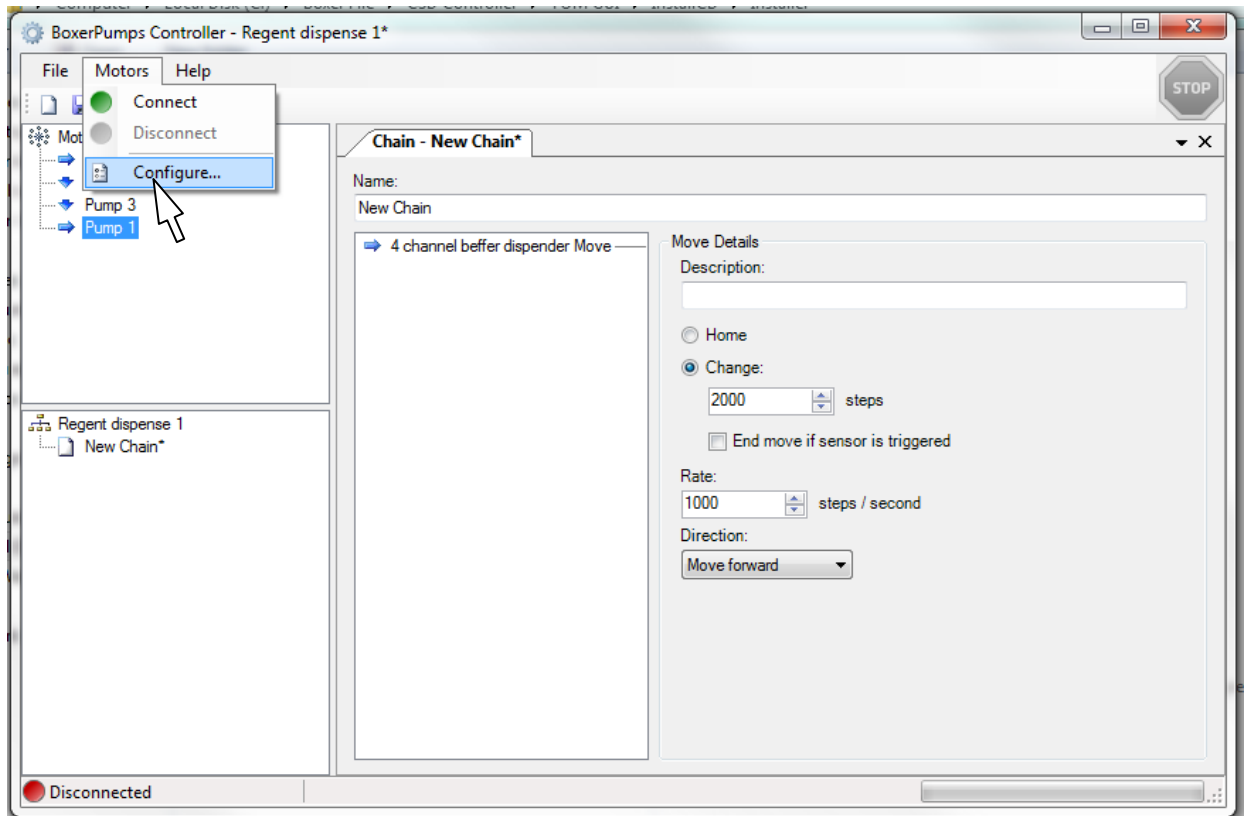 BoxerPumps Controller - Regent dispense 1*
File Motors Help
STOP
Connect
Disconnect
Configure...
Mot
Pump 3
Pump 1
Chain - New Chain*
Name:
New Chain
4 channel beffer dispender Move
Move Details
Description:
Home
Change:
2000 steps
End move if sensor is triggered
Rate:
1000 steps / second
Direction:
Move forward
Regent dispense 1
New Chain*
Disconnected